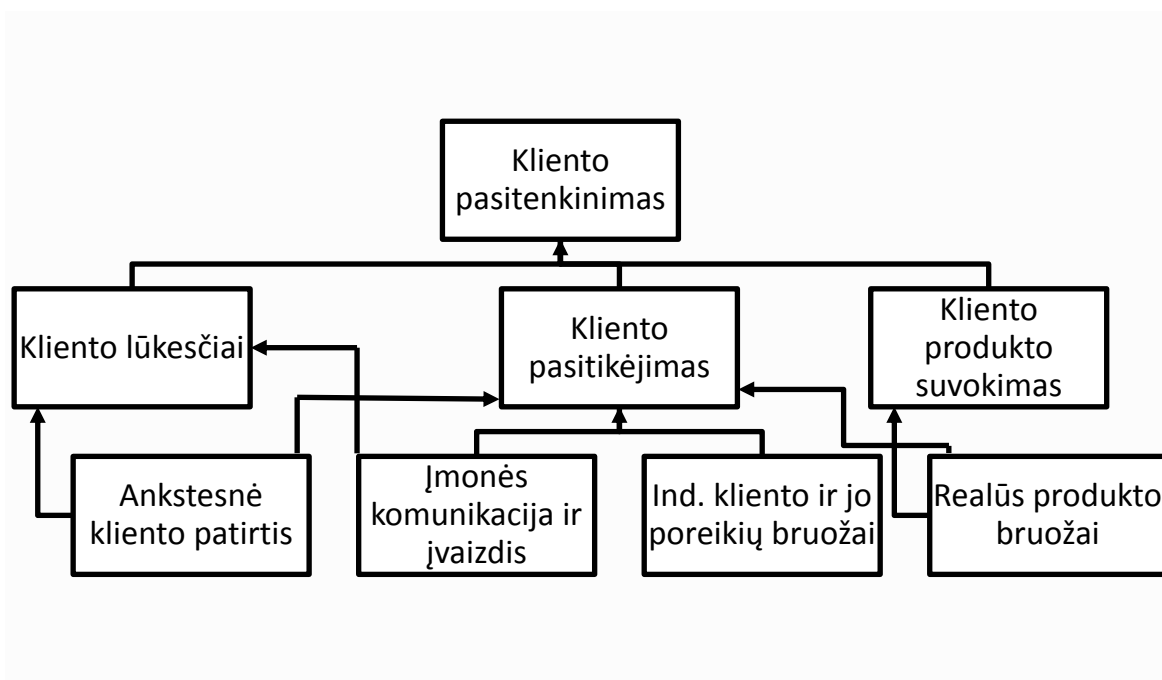 Kliento
pasitenkinimas
Kliento lūkesčiai
Kliento
pasitikėjimas
Kliento
produkto
suvokimas
Ankstesnė
kliento patirtis
Įmonės
komunikacija ir
įvaizdis
Ind. kliento ir jo
poreikių bruožai
Realūs produkto
bruožai